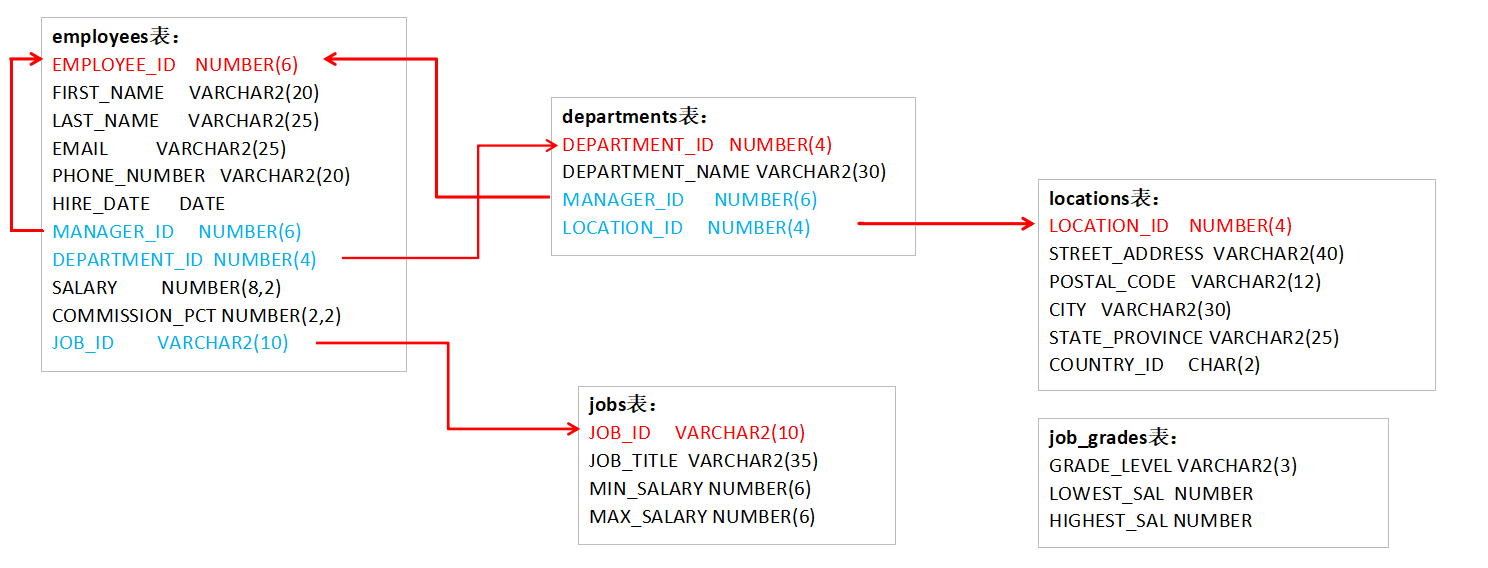 employees表：
EMPLOYEE_ID NUMBER(6)
FIRST_NAME VARCHAR2(20)
LAST_NAME VARCHAR2(25)
EMAIL VARCHAR2(25)
PHONE_NUMBER VARCHAR2(20)
HIRE_DATE DATE
MANAGER_ID NUMBER(6)
DEPARTMENT_ID NUMBER(4)
SALARY NUMBER(8,2)
COMMISSION_PCT NUMBER(2,2)
JOB_ID VARCHAR2(10)
departments表：
DEPARTMENT_ID NUMBER(4)
DEPARTMENT_NAME VARCHAR2(30)
MANAGER_ID NUMBER(6)
LOCATION_ID NUMBER(4)
locations表：
LOCATION_ID NUMBER(4)
STREET_ADDRESS VARCHAR2(40)
POSTAL_CODE VARCHAR2(12)
CITY VARCHAR2(30)
STATE_PROVINCE VARCHAR2(25)
COUNTRY_ID CHAR(2)
jobs表：
JOB_ID VARCHAR2(10)
JOB_TITLE VARCHAR2(35)
MIN_SALARY NUMBER(6)
MAX_SALARY NUMBER(6)
job_grades表：
GRADE_LEVEL VARCHAR2(3)
LOWEST_SAL NUMBER
HIGHEST_SAL NUMBER